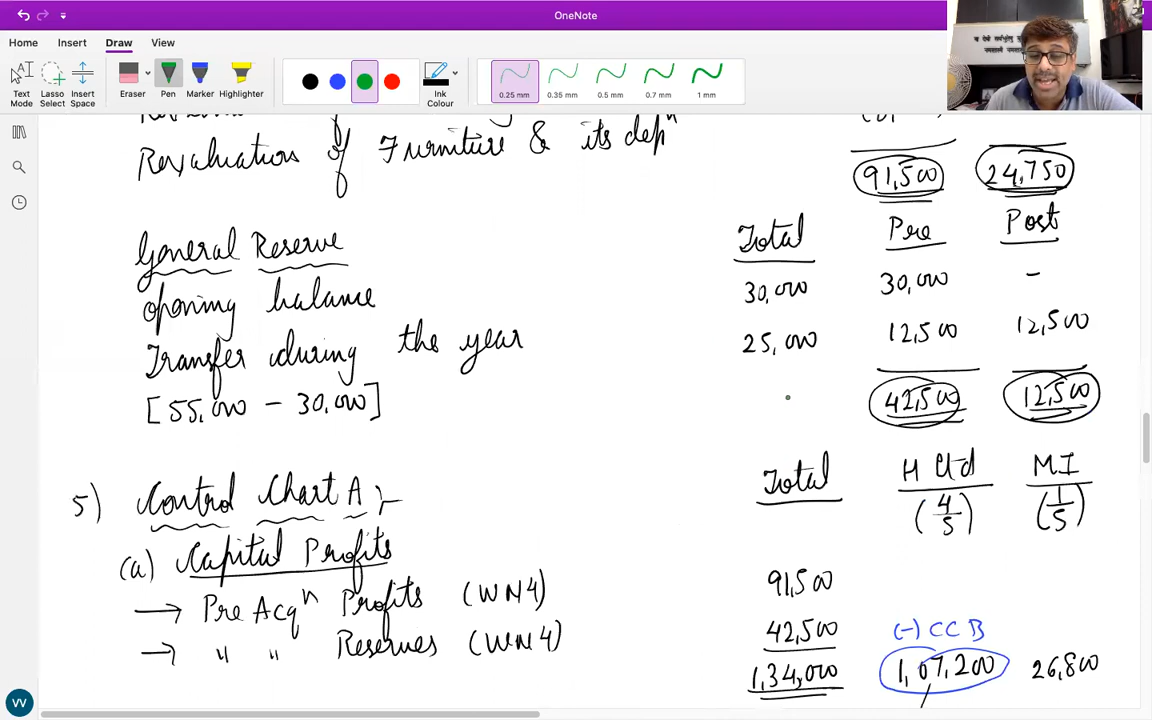 OneNote
Home Insert Draw View
Text Mode
Lasso Select
Insert Space
Eraser
Pen
Marker
Highlighter
Ink Colour
0.25 mm
0.35 mm
0.5 mm
0.7 mm
1 mm
Revaluation of Furniture & its depⁿ
91,500 24,750
General Reserve Total Pre Post
opening balance 30,000 30,000 -
Transfer during the year 25,000 12,500 12,500
[55,000 - 30,000] 42,500 12,500
5) Control Chart A :- Total H Ltd (4/5) MI (1/5)
(a) Capital Profits
→ Pre Acqⁿ Profits (WN4) 91,500
→ " " Reserves (WN4) 42,500 (-) CCB
1,34,000 1,07,200 26,800
VV